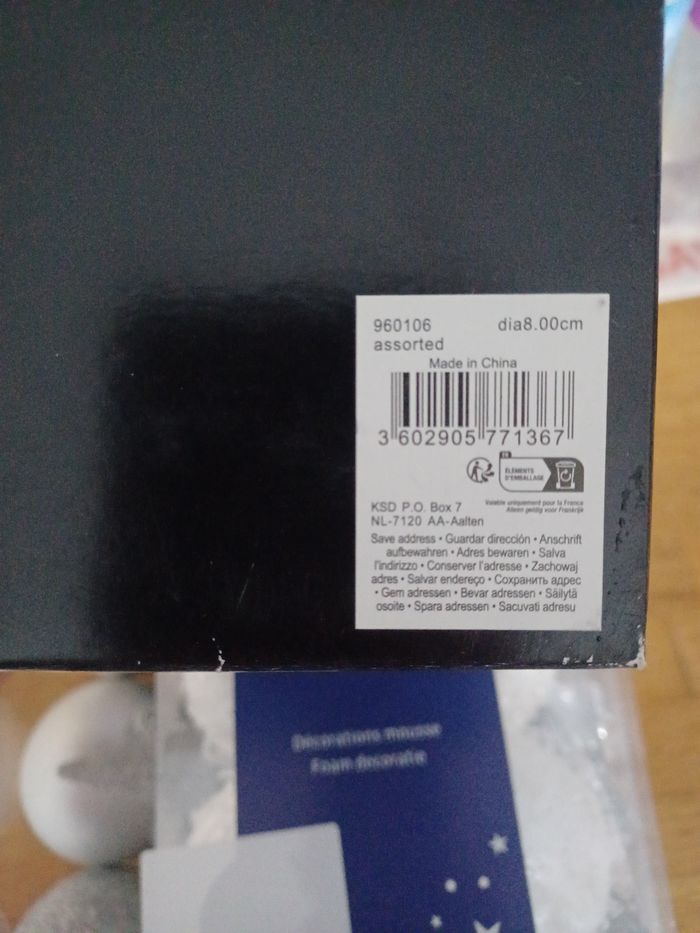 960106 dia8.00cm
assorted
Made in China
3 602905 771367
FR
ÉLÉMENTS
D'EMBALLAGE
Valable uniquement pour la France
Alleen geldig voor Frankrijk
KSD P.O. Box 7
NL-7120 AA-Aalten
Save address • Guardar dirección • Anschrift
aufbewahren • Adres bewaren • Salva
l'indirizzo • Conserver l'adresse • Zachowaj
adres • Salvar endereço • Сохранить адрес
• Gem adressen • Bevar adressen • Säilytä
osoite • Spara adressen • Sacuvati adresu
Décorations mousse
Foam decoratie